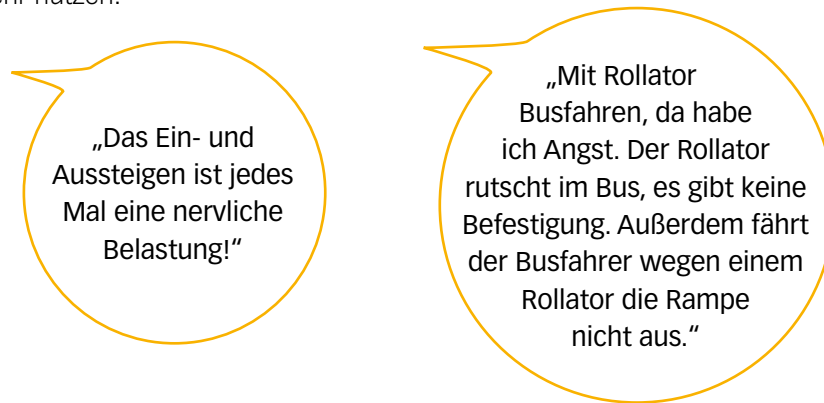 „Das Ein- und
Aussteigen ist jedes
Mal eine nervliche
Belastung!“
„Mit Rollator
Busfahren, da habe
ich Angst. Der Rollator
rutscht im Bus, es gibt keine
Befestigung. Außerdem fährt
der Busfahrer wegen einem
Rollator die Rampe
nicht aus.“